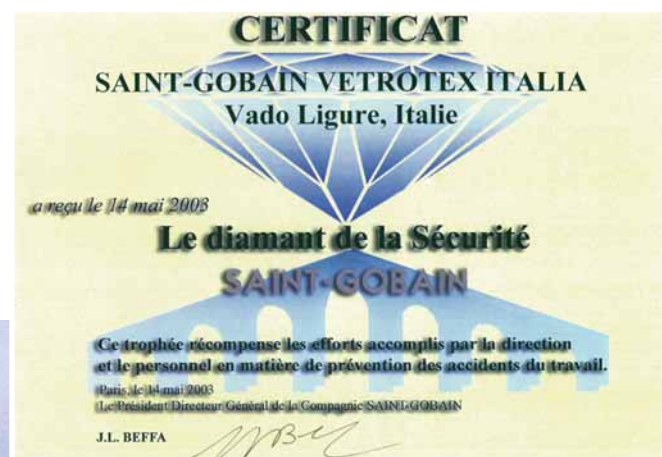 CERTIFICAT
SAINT-GOBAIN VETROTEX ITALIA
Vado Ligure, Italie
a reçu le 14 mai 2003
Le diamant de la Sécurité
SAINT-GOBAIN
Ce trophée récompense les efforts accomplis par la direction
et le personnel en matière de prévention des accidents du travail.
Paris, le 14 mai 2003
Le Président Directeur Général de la Compagnie SAINT-GOBAIN
J.L. BEFFA